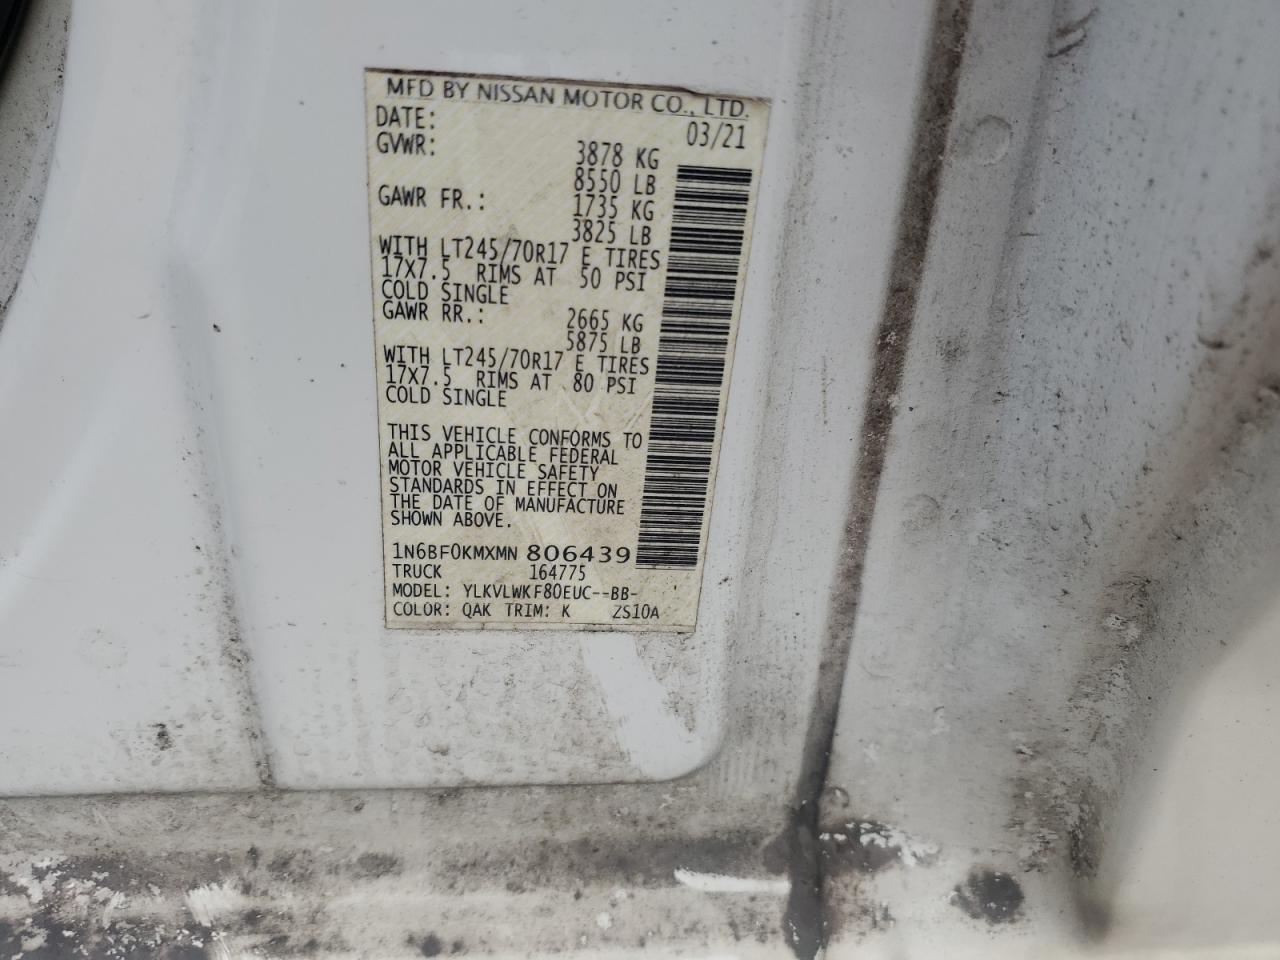 MFD BY NISSAN MOTOR CO., LTD.
DATE: 03/21
GVWR: 3878 KG
8550 LB
GAWR FR.: 1735 KG
3825 LB
WITH LT245/70R17 E TIRES
17X7.5 RIMS AT 50 PSI
COLD SINGLE
GAWR RR.: 2665 KG
5875 LB
WITH LT245/70R17 E TIRES
17X7.5 RIMS AT 80 PSI
COLD SINGLE
THIS VEHICLE CONFORMS TO
ALL APPLICABLE FEDERAL
MOTOR VEHICLE SAFETY
STANDARDS IN EFFECT ON
THE DATE OF MANUFACTURE
SHOWN ABOVE.
1N6BF0KMXMN 806439
TRUCK 164775
MODEL: YLKVLWKF80EUC--BB-
COLOR: QAK TRIM: K ZS10A